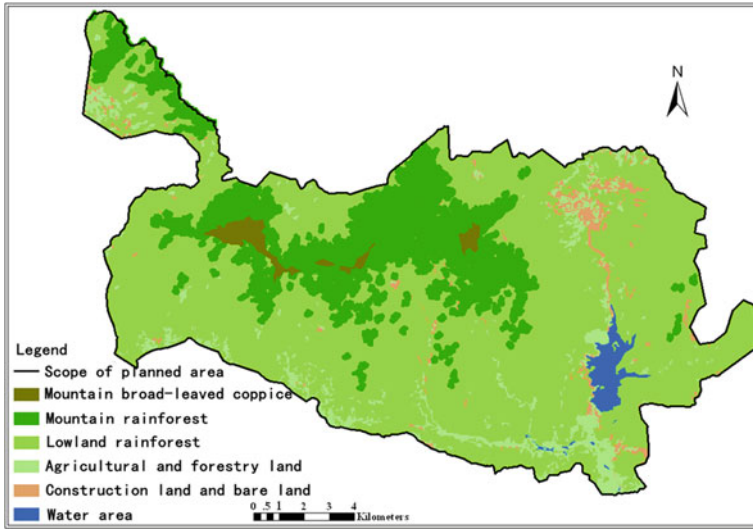 N
Legend
Scope of planned area
Mountain broad-leaved coppice
Mountain rainforest
Lowland rainforest
Agricultural and forestry land
Construction land and bare land
Water area
0 .5 1 2 3 4
Kilometers